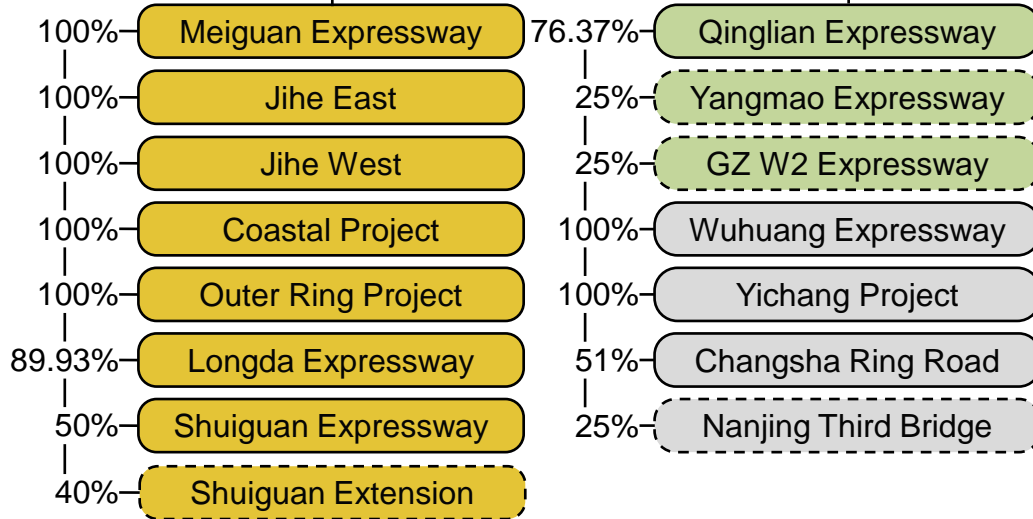 100% Meiguan Expressway
100% Jihe East
100% Jihe West
100% Coastal Project
100% Outer Ring Project
89.93% Longda Expressway
50% Shuiguan Expressway
40% Shuiguan Extension
76.37% Qinglian Expressway
25% Yangmao Expressway
25% GZ W2 Expressway
100% Wuhuang Expressway
100% Yichang Project
51% Changsha Ring Road
25% Nanjing Third Bridge